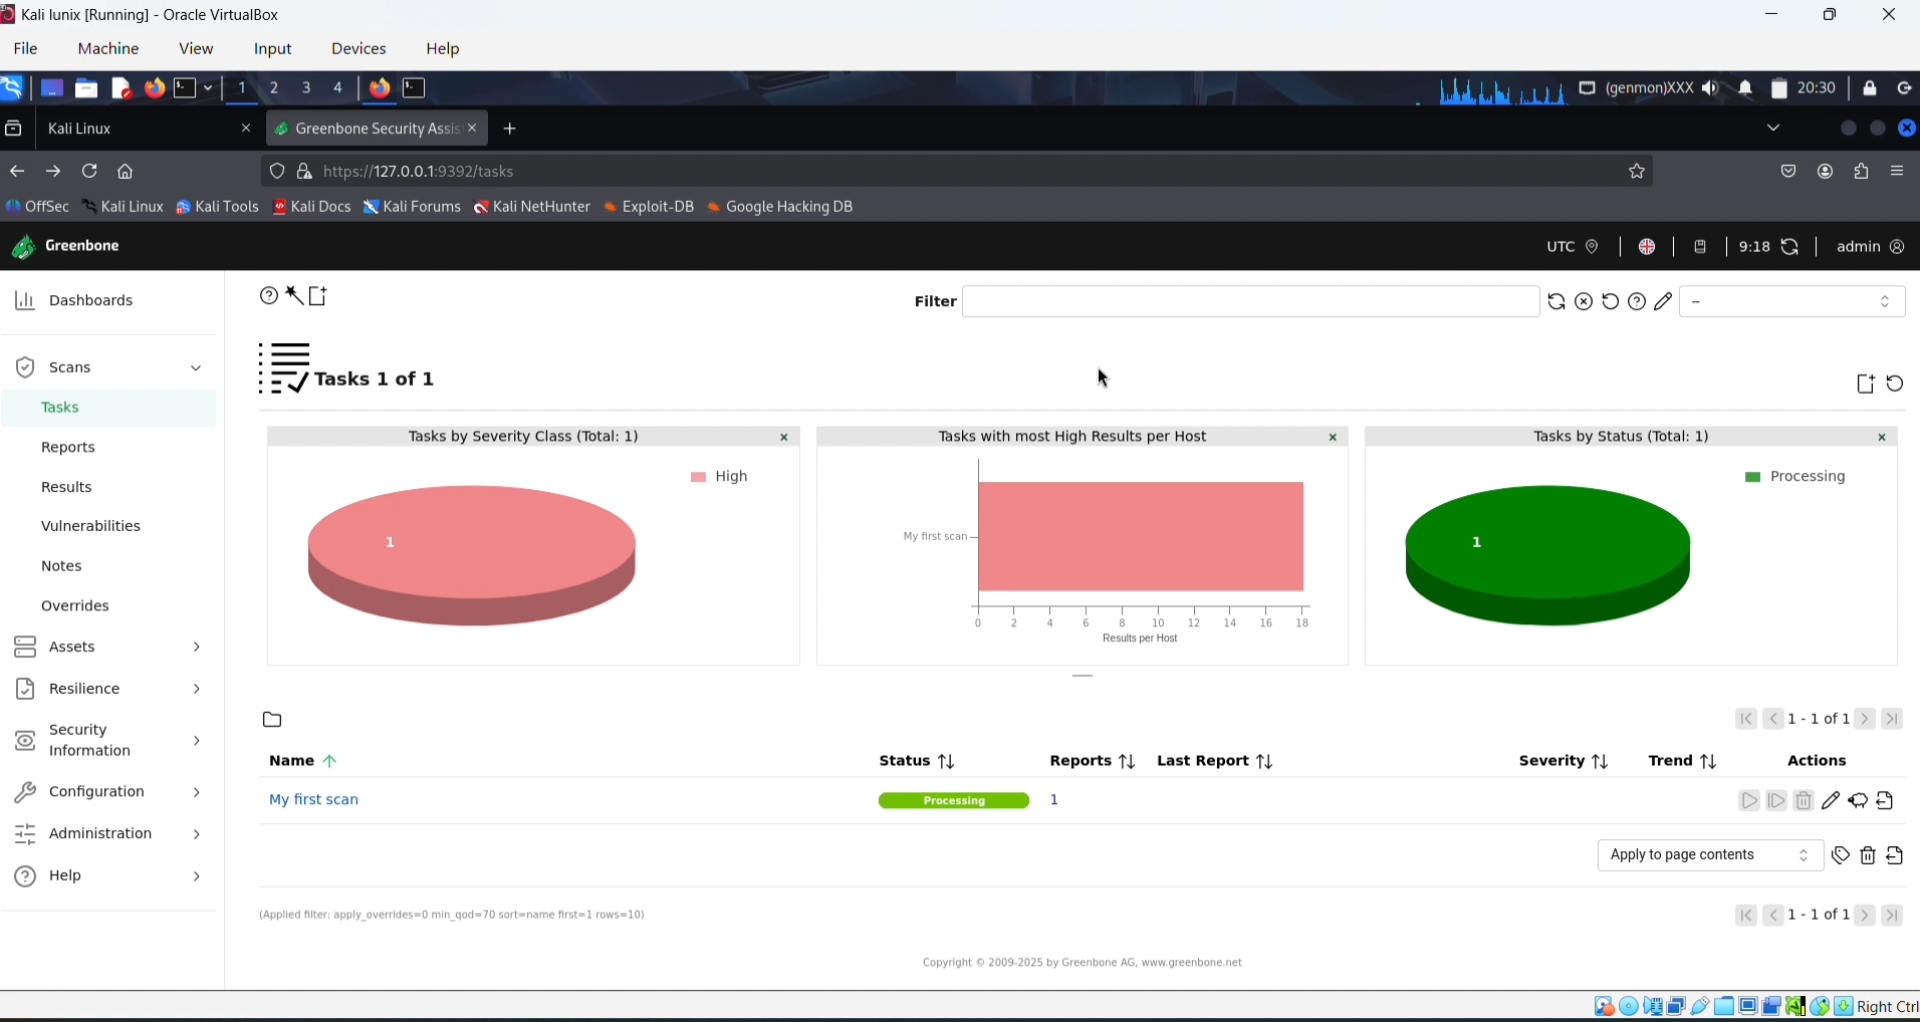 Kali lunix [Running] - Oracle VirtualBox
File Machine View Input Devices Help
1 2 3 4 (genmon)XXX 20:30
Kali Linux Greenbone Security Assis
https://127.0.0.1:9392/tasks
OffSec Kali Linux Kali Tools Kali Docs Kali Forums Kali NetHunter Exploit-DB Google Hacking DB
Greenbone UTC 9:18 admin
Dashboards
Scans
Tasks
Reports
Results
Vulnerabilities
Notes
Overrides
Assets
Resilience
Security
Information
Configuration
Administration
Help
Filter --
Tasks 1 of 1
Tasks by Severity Class (Total: 1)
High
1
Tasks with most High Results per Host
My first scan
0 2 4 6 8 10 12 14 16 18
Results per Host
Tasks by Status (Total: 1)
Processing
1
1 - 1 of 1
Name Status Reports Last Report Severity Trend Actions
My first scan Processing 1
Apply to page contents
(Applied filter: apply_overrides=0 min_qod=70 sort=name first=1 rows=10)
1 - 1 of 1
Copyright © 2009-2025 by Greenbone AG, www.greenbone.net
Right Ctrl